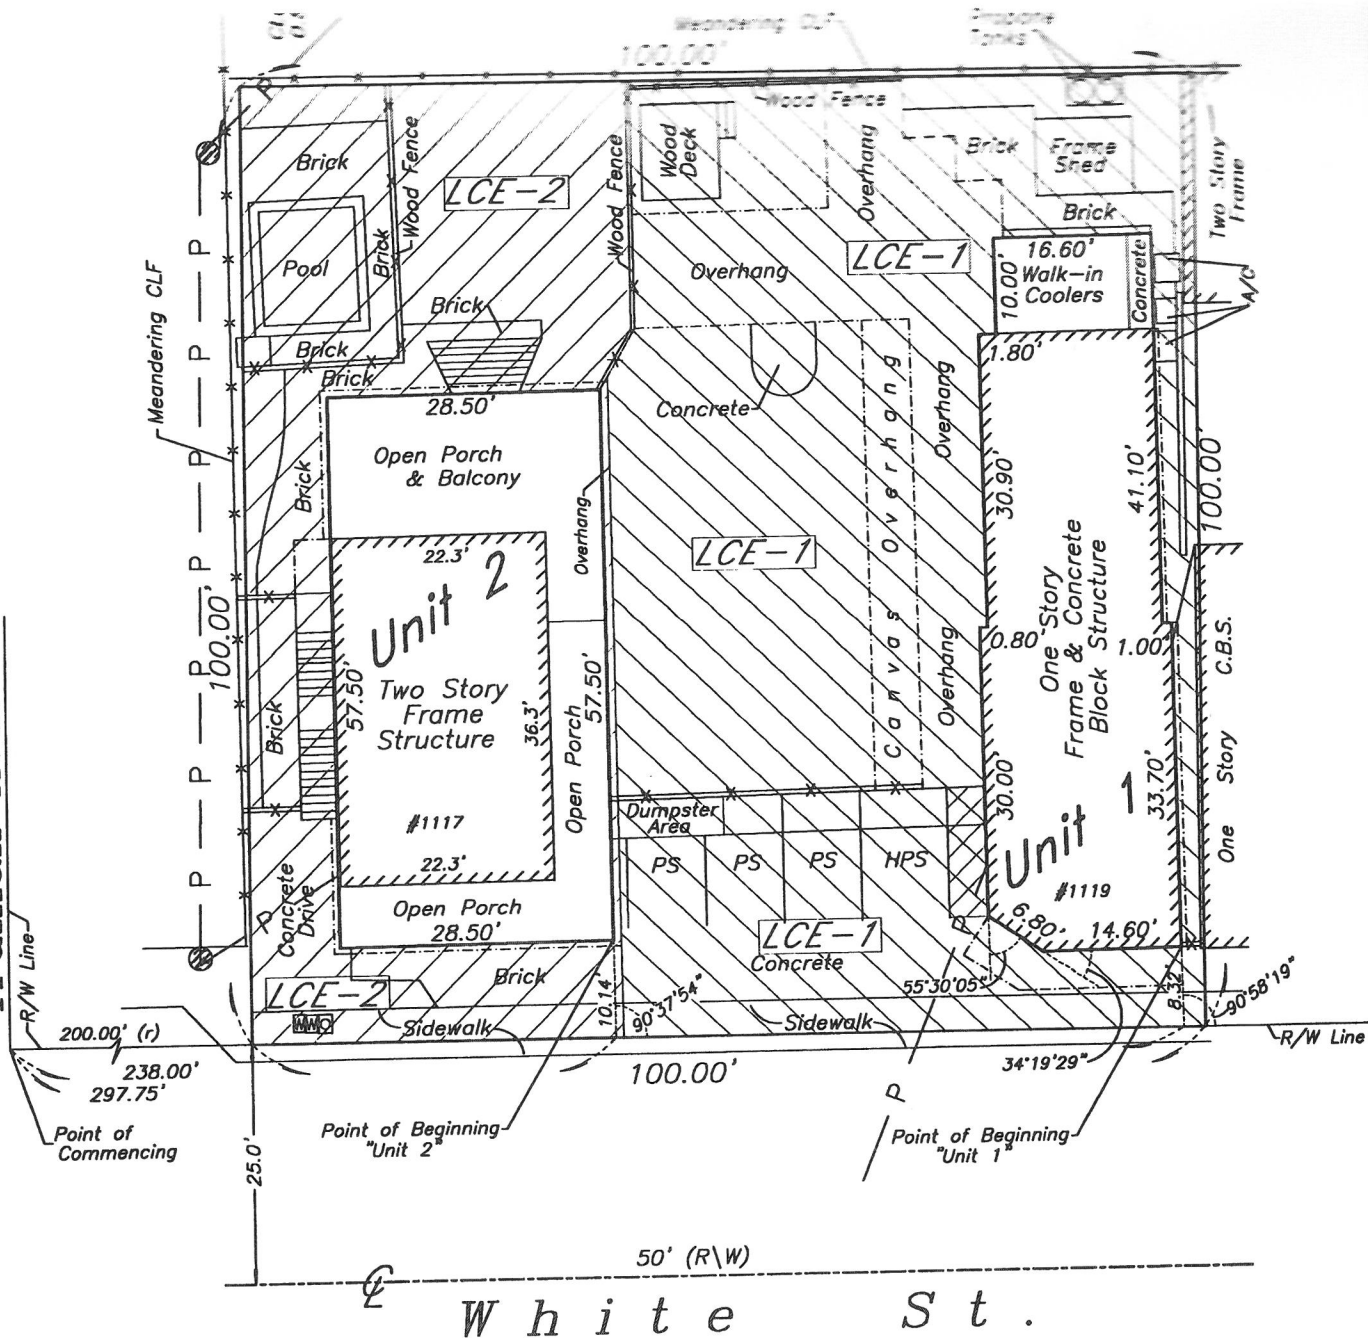 Meandering CLF
100.00'
Propane
Tanks
Wood Fence
Wood Fence
Wood Fence
Wood
Deck
Overhang
Brick
Frame
Shed
Two Story
Frame
Brick
LCE-2
Brick
Pool
Brick
Overhang
LCE-1
16.60'
10.00'
Walk-in
Coolers
Concrete
A/C
Brick
Brick
Brick
Meandering CLF
P P P P P P P
1.80'
28.50'
Concrete
Open Porch
& Balcony
Canvas Overhang
Overhang
30.90'
41.10'
100.00'
Brick
Overhang
22.3'
Unit 2
LCE-1
One Story
Frame & Concrete
Block Structure
100.00'
57.50'
Two Story
Frame
Structure
36.3'
57.50'
Open Porch
Overhang
0.80'
1.00'
One Story C.B.S.
Brick
30.00'
33.70'
Unit 1
#1117
22.3'
Dumpster
Area
PS
PS
PS
HPS
#1119
P
Concrete
Drive
Open Porch
28.50'
LCE-1
Concrete
P
6.80'
14.60'
R/W Line
LCE-2
Brick
10.14'
90°37'54"
55°30'05"
8.32'
90°58'19"
WWO
Sidewalk
Sidewalk
R/W Line
200.00' (r)
238.00'
297.75'
100.00'
34°19'29"
P
Point of
Commencing
Point of Beginning
"Unit 2"
Point of Beginning
"Unit 1"
25.0'
50' (R\W)
White St.